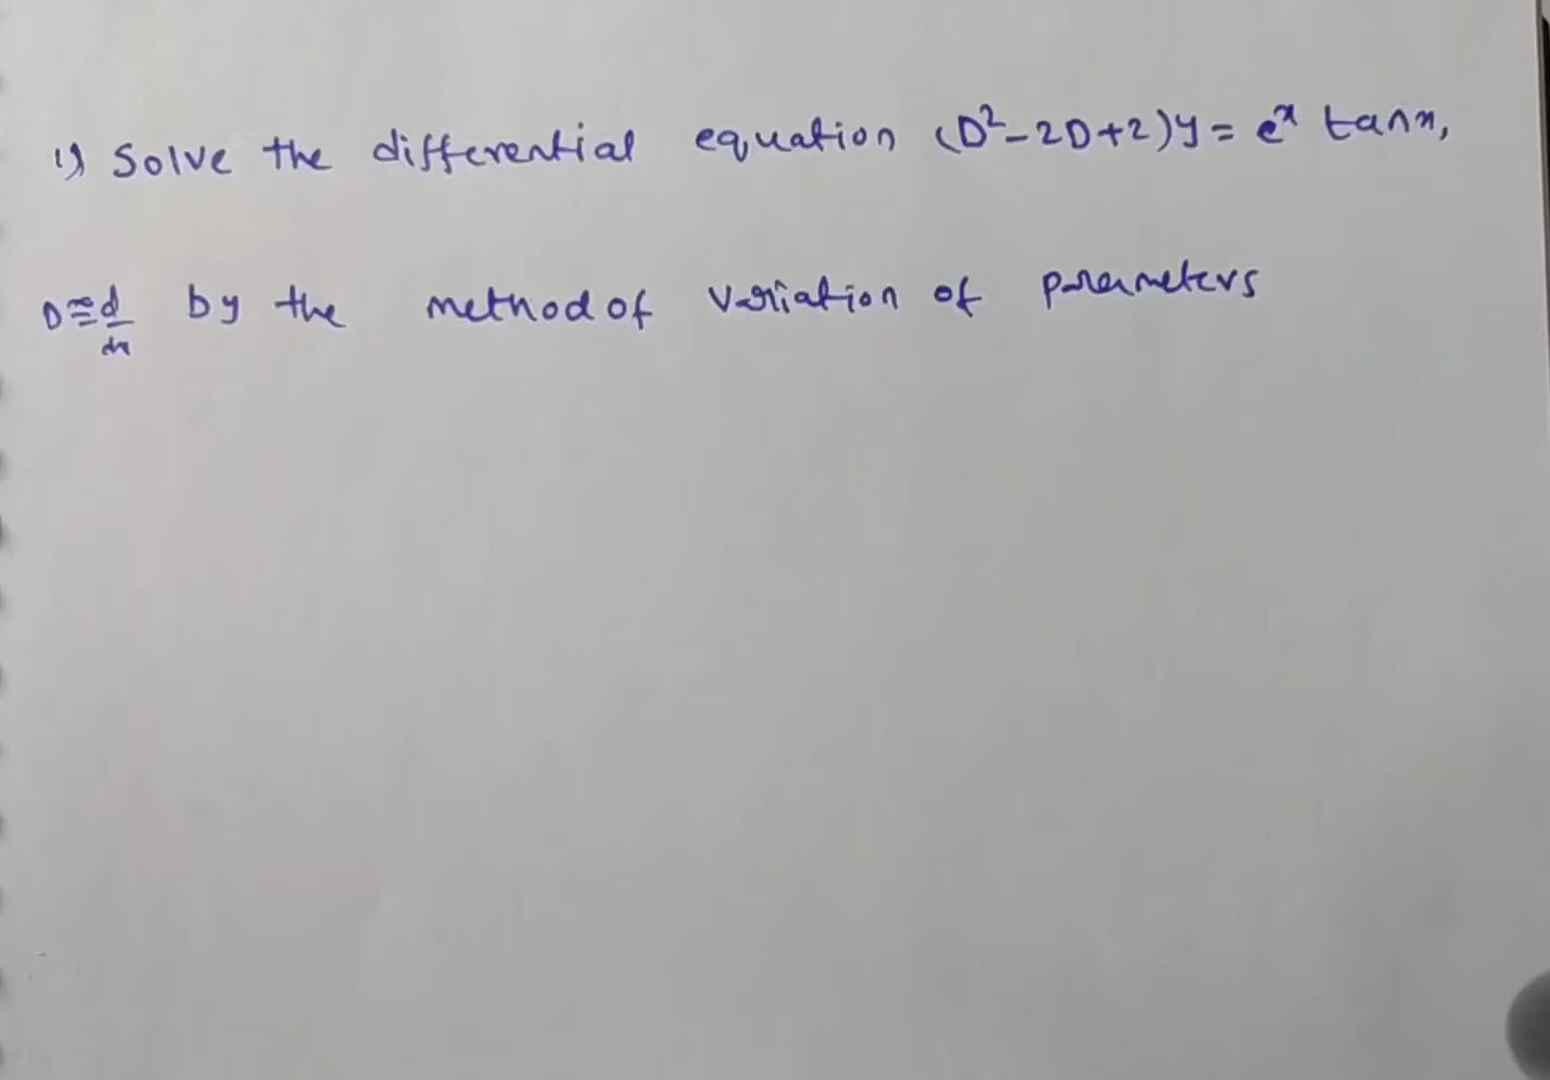 1) Solve the differential equation (D²-2D+2)y = eˣ tanx,
D≡d/dx by the method of variation of parameters